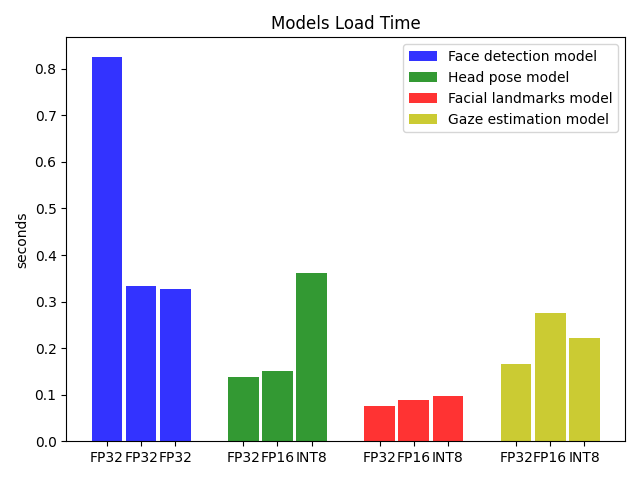 Models Load Time
Face detection model
Head pose model
Facial landmarks model
Gaze estimation model
seconds
0.8
0.7
0.6
0.5
0.4
0.3
0.2
0.1
0.0
FP32 FP32 FP32 FP32 FP16 INT8 FP32 FP16 INT8 FP32 FP16 INT8